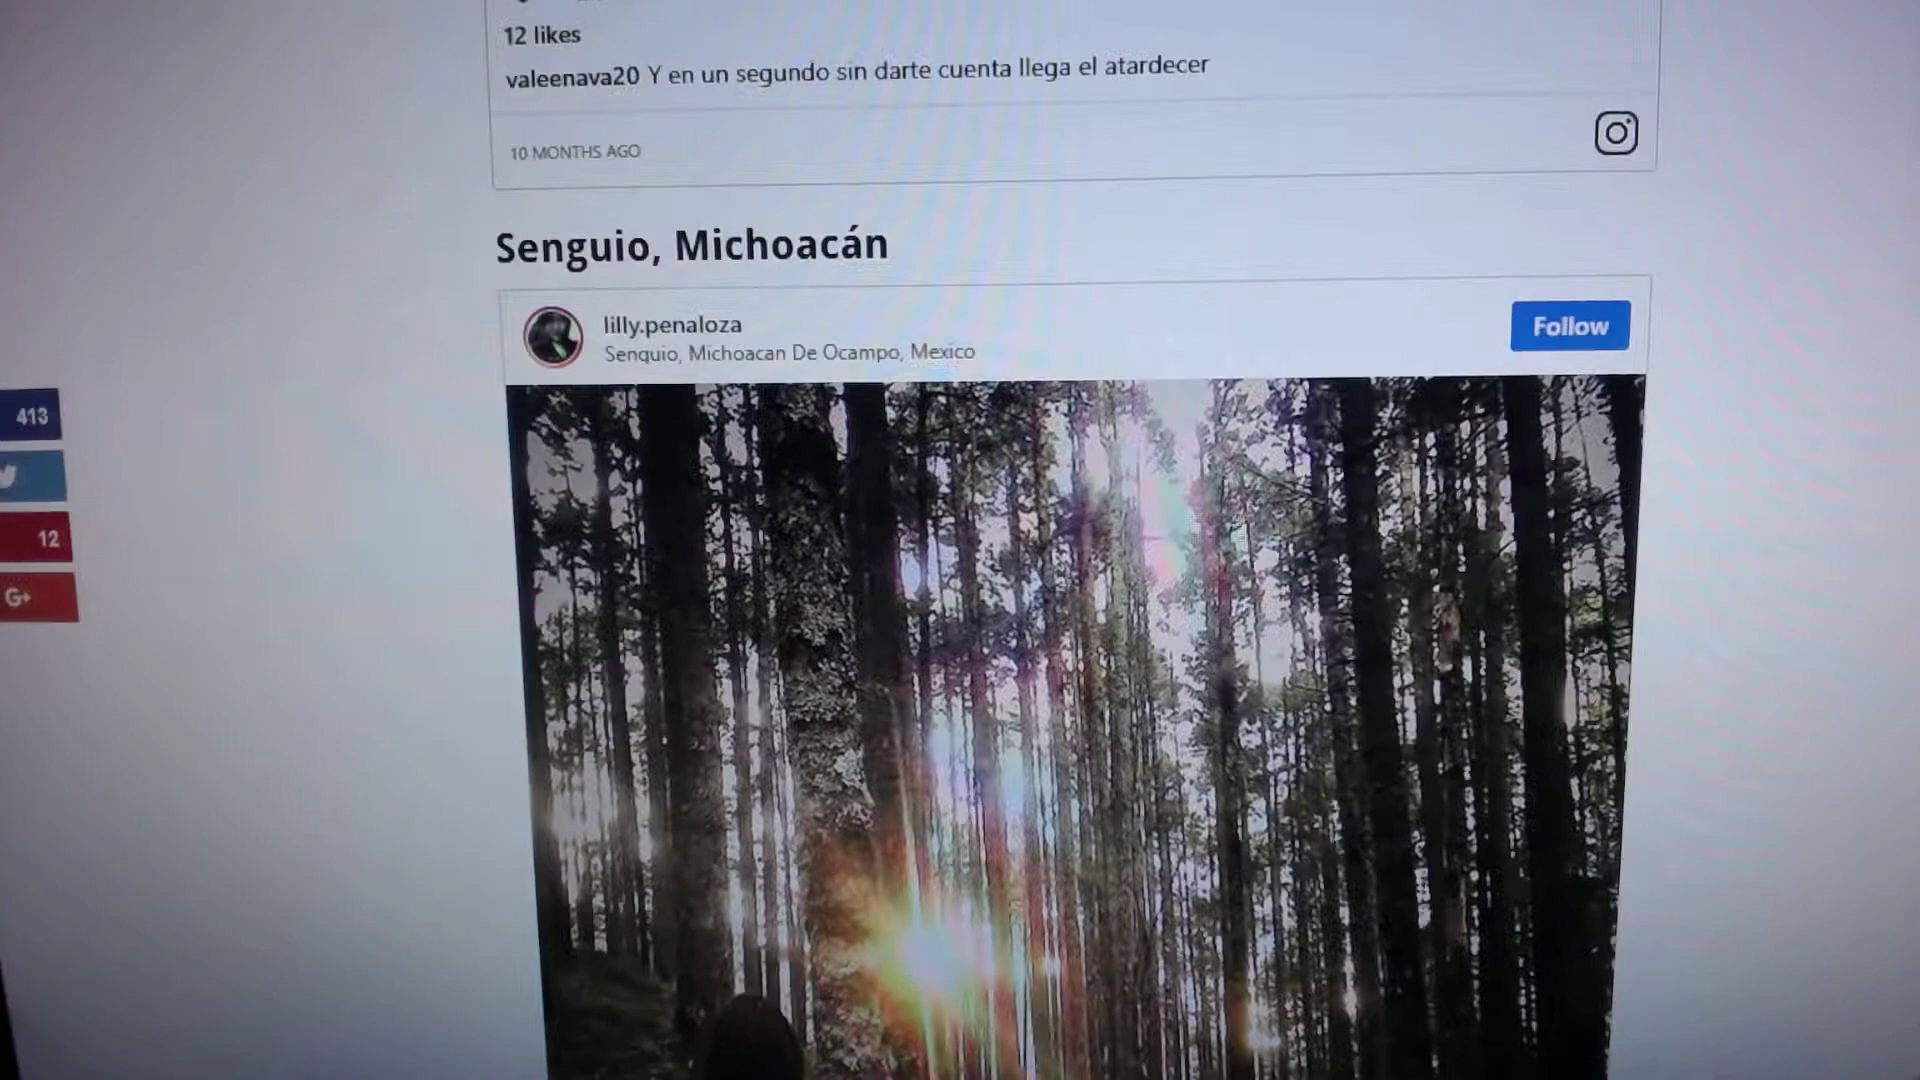 12 likes
valeenava20 Y en un segundo sin darte cuenta llega el atardecer
10 MONTHS AGO
Senguio, Michoacán
lilly.penaloza
Senguio, Michoacan De Ocampo, Mexico
Follow
413
12
G+